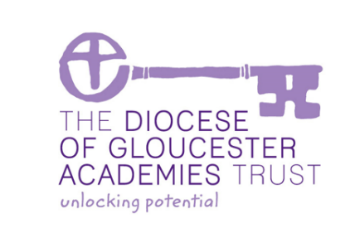 THE DIOCESE
OF GLOUCESTER
ACADEMIES TRUST
unlocking potential